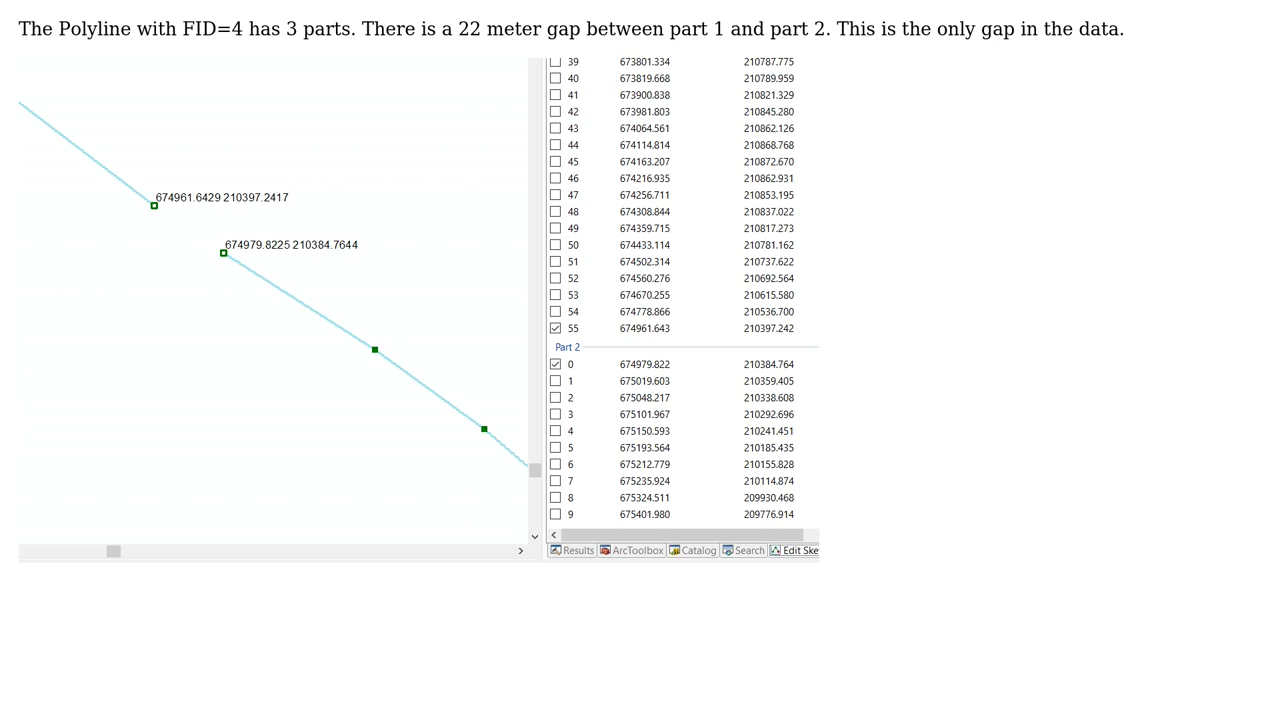 The Polyline with FID=4 has 3 parts. There is a 22 meter gap between part 1 and part 2. This is the only gap in the data.
674961.6429 210397.2417
674979.8225 210384.7644
39 673801.334 210787.775
40 673819.668 210789.959
41 673900.838 210821.329
42 673981.803 210845.280
43 674064.561 210862.126
44 674114.814 210868.768
45 674163.207 210872.670
46 674216.935 210862.931
47 674256.711 210853.195
48 674308.844 210837.022
49 674359.715 210817.273
50 674433.114 210781.162
51 674502.314 210737.622
52 674560.276 210692.564
53 674670.255 210615.580
54 674778.866 210536.700
55 674961.643 210397.242
Part 2
0 674979.822 210384.764
1 675019.603 210359.405
2 675048.217 210338.608
3 675101.967 210292.696
4 675150.593 210241.451
5 675193.564 210185.435
6 675212.779 210155.828
7 675235.924 210114.874
8 675324.511 209930.468
9 675401.980 209776.914
Results ArcToolbox Catalog Search Edit Ske